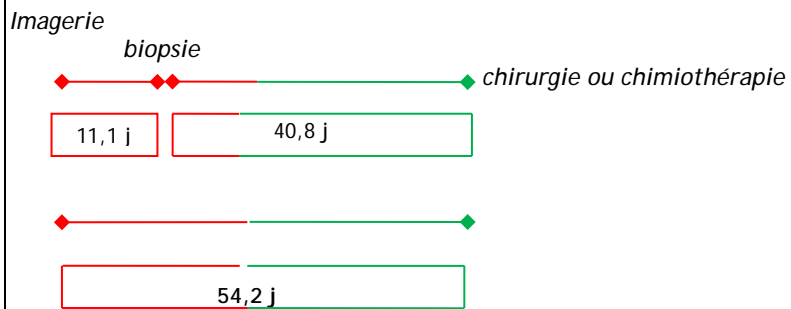 Imagerie
biopsie
chirurgie ou chimiothérapie
11,1 j
40,8 j
54,2 j